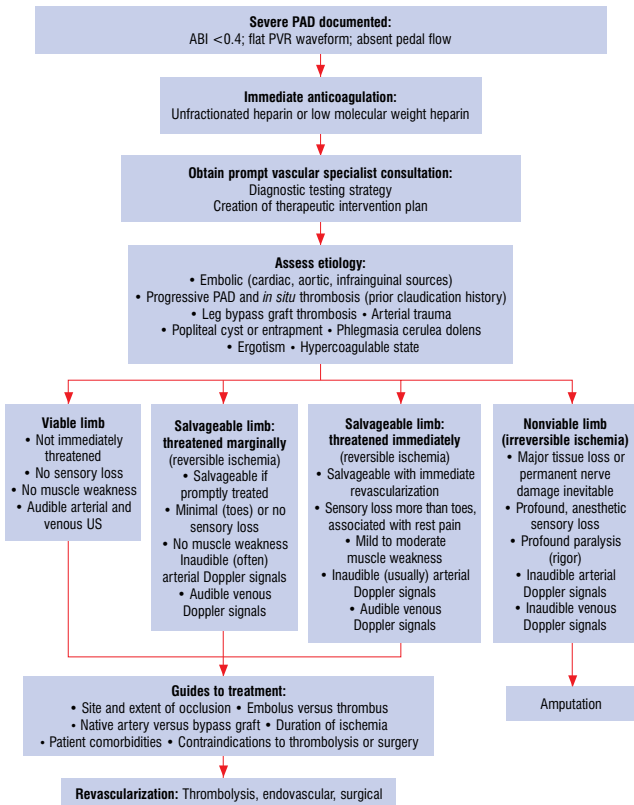 Severe PAD documented:
ABI <0.4; flat PVR waveform; absent pedal flow
Immediate anticoagulation:
Unfractionated heparin or low molecular weight heparin
Obtain prompt vascular specialist consultation:
Diagnostic testing strategy
Creation of therapeutic intervention plan
Assess etiology:
• Embolic (cardiac, aortic, infrainguinal sources)
• Progressive PAD and in situ thrombosis (prior claudication history)
• Leg bypass graft thrombosis • Arterial trauma
• Popliteal cyst or entrapment • Phlegmasia cerulea dolens
• Ergotism • Hypercoagulable state
Viable limb
• Not immediately
threatened
• No sensory loss
• No muscle weakness
• Audible arterial and
venous US
Salvageable limb:
threatened marginally
(reversible ischemia)
• Salvageable if
promptly treated
• Minimal (toes) or no
sensory loss
• No muscle weakness
Inaudible (often)
arterial Doppler signals
• Audible venous
Doppler signals
Salvageable limb:
threatened immediately
(reversible ischemia)
• Salvageable with immediate
revascularization
• Sensory loss more than toes,
associated with rest pain
• Mild to moderate
muscle weakness
• Inaudible (usually) arterial
Doppler signals
• Audible venous
Doppler signals
Nonviable limb
(irreversible ischemia)
• Major tissue loss or
permanent nerve
damage inevitable
• Profound, anesthetic
sensory loss
• Profound paralysis
(rigor)
• Inaudible arterial
Doppler signals
• Inaudible venous
Doppler signals
Guides to treatment:
• Site and extent of occlusion • Embolus versus thrombus
• Native artery versus bypass graft • Duration of ischemia
• Patient comorbidities • Contraindications to thrombolysis or surgery
Amputation
Revascularization: Thrombolysis, endovascular, surgical